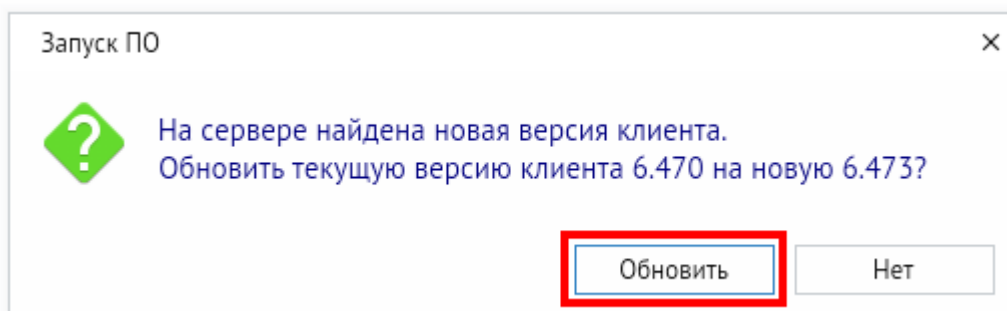 Запуск ПО
На сервере найдена новая версия клиента.
Обновить текущую версию клиента 6.470 на новую 6.473?
Обновить
Нет